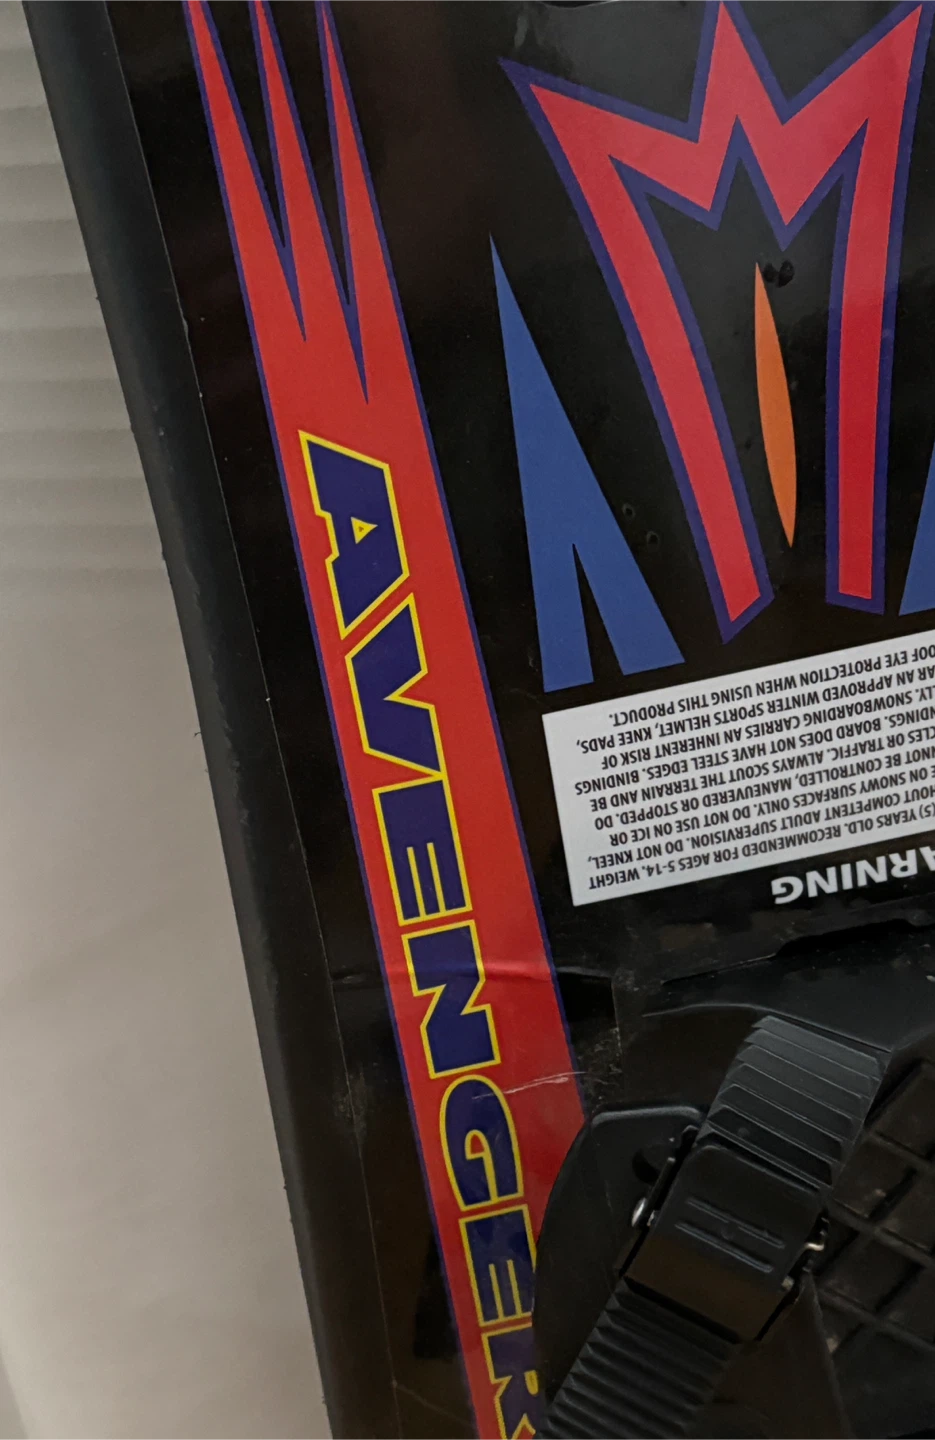 AVENGER
ARNING
(S) YEARS OLD. RECOMMENDED FOR AGES 5-14, WEIGHT
HOUT COMPETENT ADULT SUPERVISION. DO NOT KNEEL,
E ON SNOWY SURFACES ONLY. DO NOT USE ON ICE OR
NOT BE CONTROLLED, MANEUVERED OR STOPPED. DO
CLES OR TRAFFIC. ALWAYS SCOUT THE TERRAIN AND BE
NDINGS. BOARD DOES NOT HAVE STEEL EDGES. BINDINGS
LLY. SNOWBOARDING CARRIES AN INHERENT RISK OF
AR AN APPROVED WINTER SPORTS HELMET, KNEE PADS,
OOF EYE PROTECTION WHEN USING THIS PRODUCT.